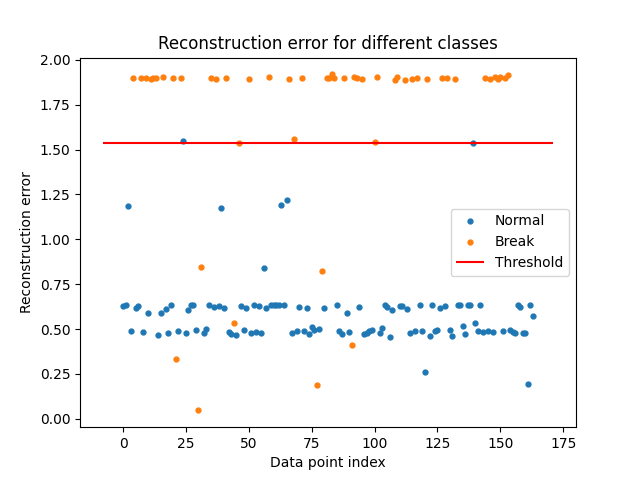 Reconstruction error for different classes
2.00
1.75
1.50
1.25
1.00
0.75
0.50
0.25
0.00
Reconstruction error
Normal
Break
Threshold
0 25 50 75 100 125 150 175
Data point index